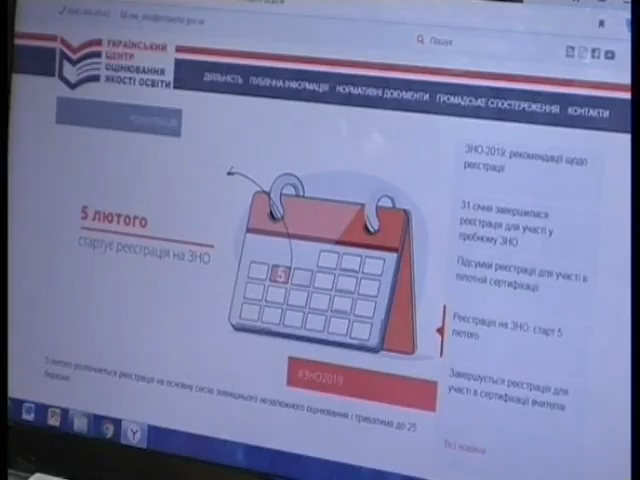 Пошук
УКРАЇНСЬКИЙ
ЦЕНТР
ОЦІНЮВАННЯ
ЯКОСТІ ОСВІТИ
ДІЯЛЬНІСТЬ ПУБЛІЧНА ІНФОРМАЦІЯ НОРМАТИВНІ ДОКУМЕНТИ ГРОМАДСЬКЕ СПОСТЕРЕЖЕННЯ КОНТАКТИ
5 лютого
стартує реєстрація на ЗНО
5
#ЗНО2019
5 лютого розпочнеться реєстрація на основну сесію зовнішнього незалежного оцінювання і триватиме до 25
березня
ЗНО-2019: рекомендації щодо
реєстрації
31 січня завершилася
реєстрація для участі у
пробному ЗНО
Підсумки реєстрації для участі в
пілотній сертифікації
Реєстрація на ЗНО: старт 5
лютого
Завершується реєстрація для
участі в сертифікації вчителів
Всі новини